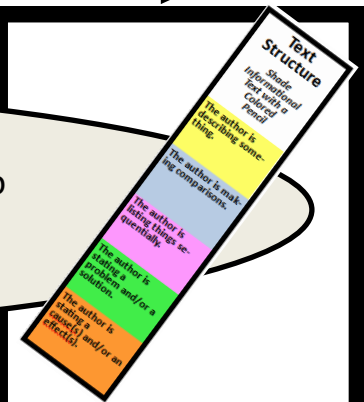 Text
Structure
Shade
Informational
Text with a
Colored
Pencil
The author is
describing some-
thing.
The author is mak-
ing comparisons.
The author is
listing things se-
quentially.
The author is
stating a
problem and/or a
solution.
The author is
stating a
cause(s) and/or an
effect(s).